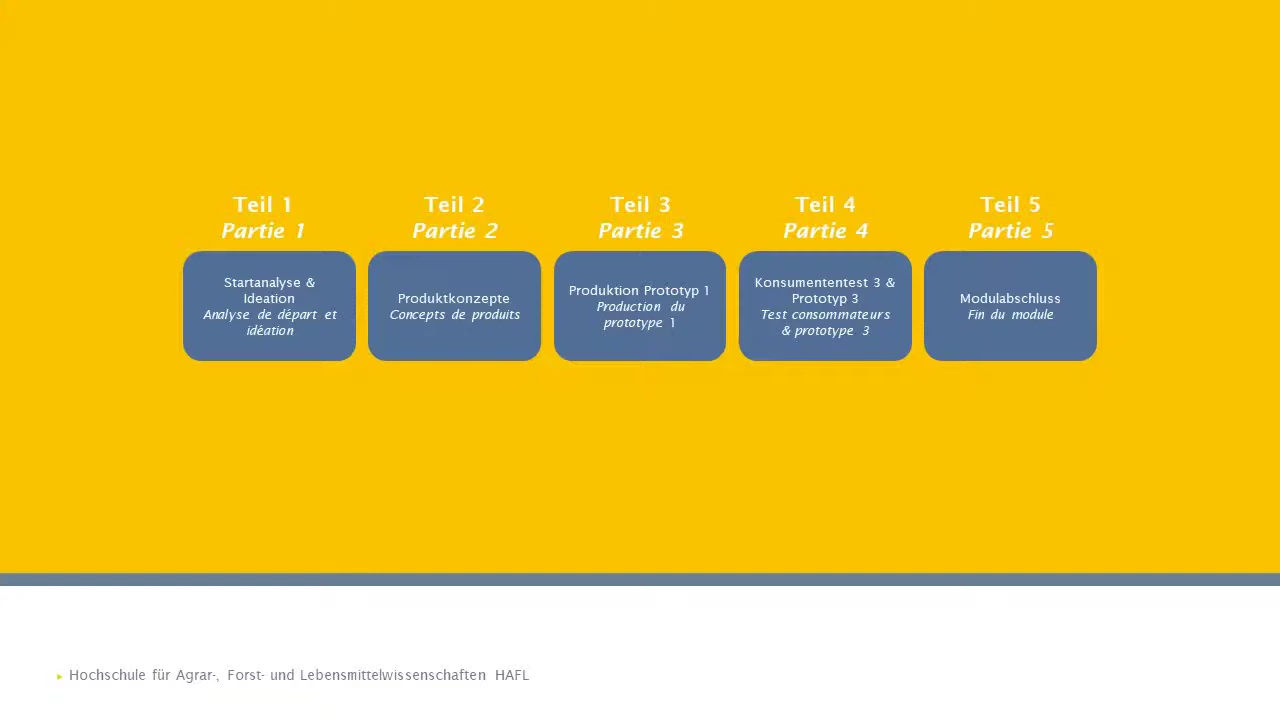 Teil 1
Partie 1
Startanalyse &
Ideation
Analyse de départ et
idéation
Teil 2
Partie 2
Produktkonzepte
Concepts de produits
Teil 3
Partie 3
Produktion Prototyp 1
Production du
prototype 1
Teil 4
Partie 4
Konsumententest 3 &
Prototyp 3
Test consommateurs
& prototype 3
Teil 5
Partie 5
Modulabschluss
Fin du module
Hochschule für Agrar-, Forst- und Lebensmittelwissenschaften HAFL